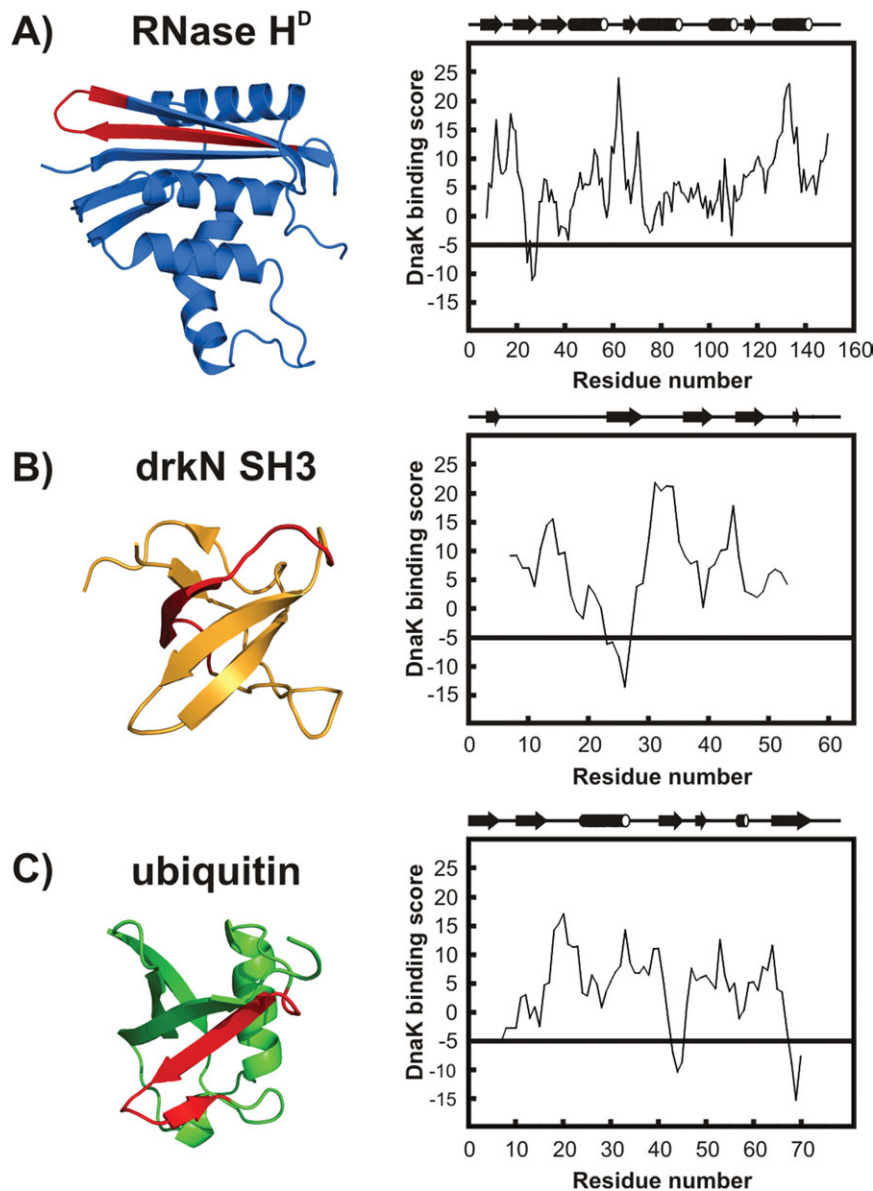 A) RNase Hᴰ
DnaK binding score
25
20
15
10
5
0
-5
-10
-15
0 20 40 60 80 100 120 140 160
Residue number
B) drkN SH3
DnaK binding score
25
20
15
10
5
0
-5
-10
-15
0 10 20 30 40 50 60
Residue number
C) ubiquitin
DnaK binding score
25
20
15
10
5
0
-5
-10
-15
0 10 20 30 40 50 60 70 80
Residue number